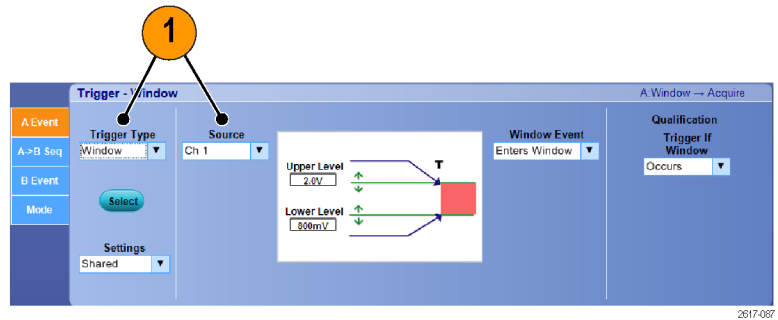 1
Trigger - Window
A:Window → Acquire
A Event
A->B Seq
B Event
Mode
Trigger Type
Window
Select
Settings
Shared
Source
Ch 1
Upper Level
2.0V
Lower Level
800mV
T
Window Event
Enters Window
Qualification
Trigger If
Window
Occurs
2617-087